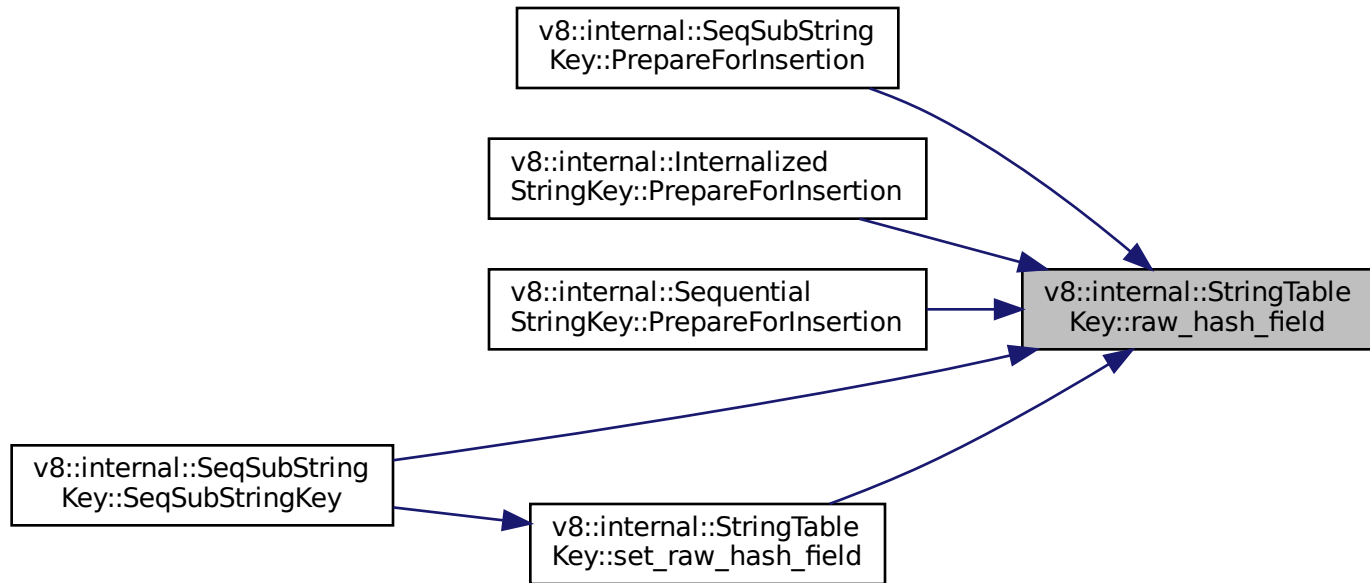 v8::internal::SeqSubString
Key::PrepareForInsertion
v8::internal::Internalized
StringKey::PrepareForInsertion
v8::internal::Sequential
StringKey::PrepareForInsertion
v8::internal::StringTable
Key::raw_hash_field
v8::internal::SeqSubString
Key::SeqSubStringKey
v8::internal::StringTable
Key::set_raw_hash_field